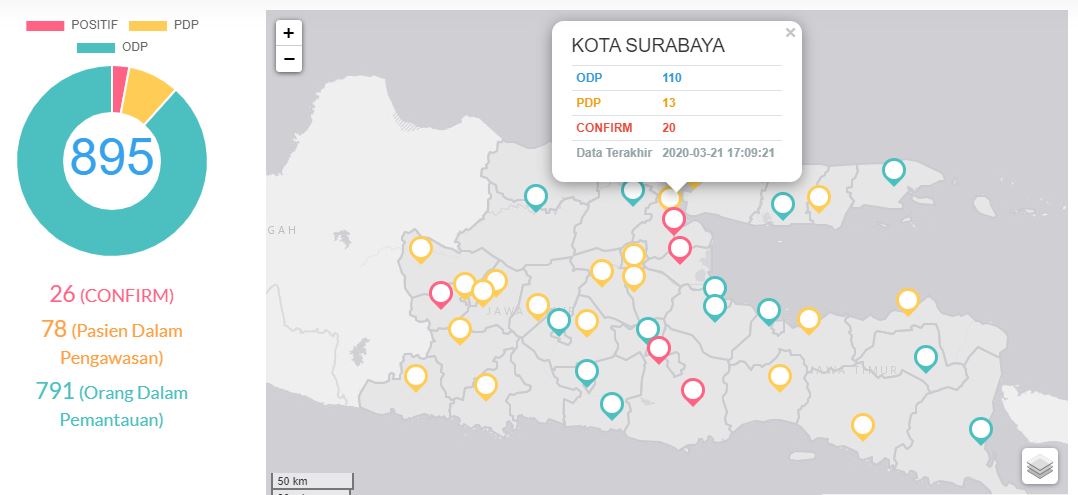 POSITIF PDP
ODP
895
26 (CONFIRM)
78 (Pasien Dalam
Pengawasan)
791 (Orang Dalam
Pemantauan)
+
−
KOTA SURABAYA ×
ODP 110
PDP 13
CONFIRM 20
Data Terakhir 2020-03-21 17:09:21
GAH
JAWA
JAWA TIMUR
50 km